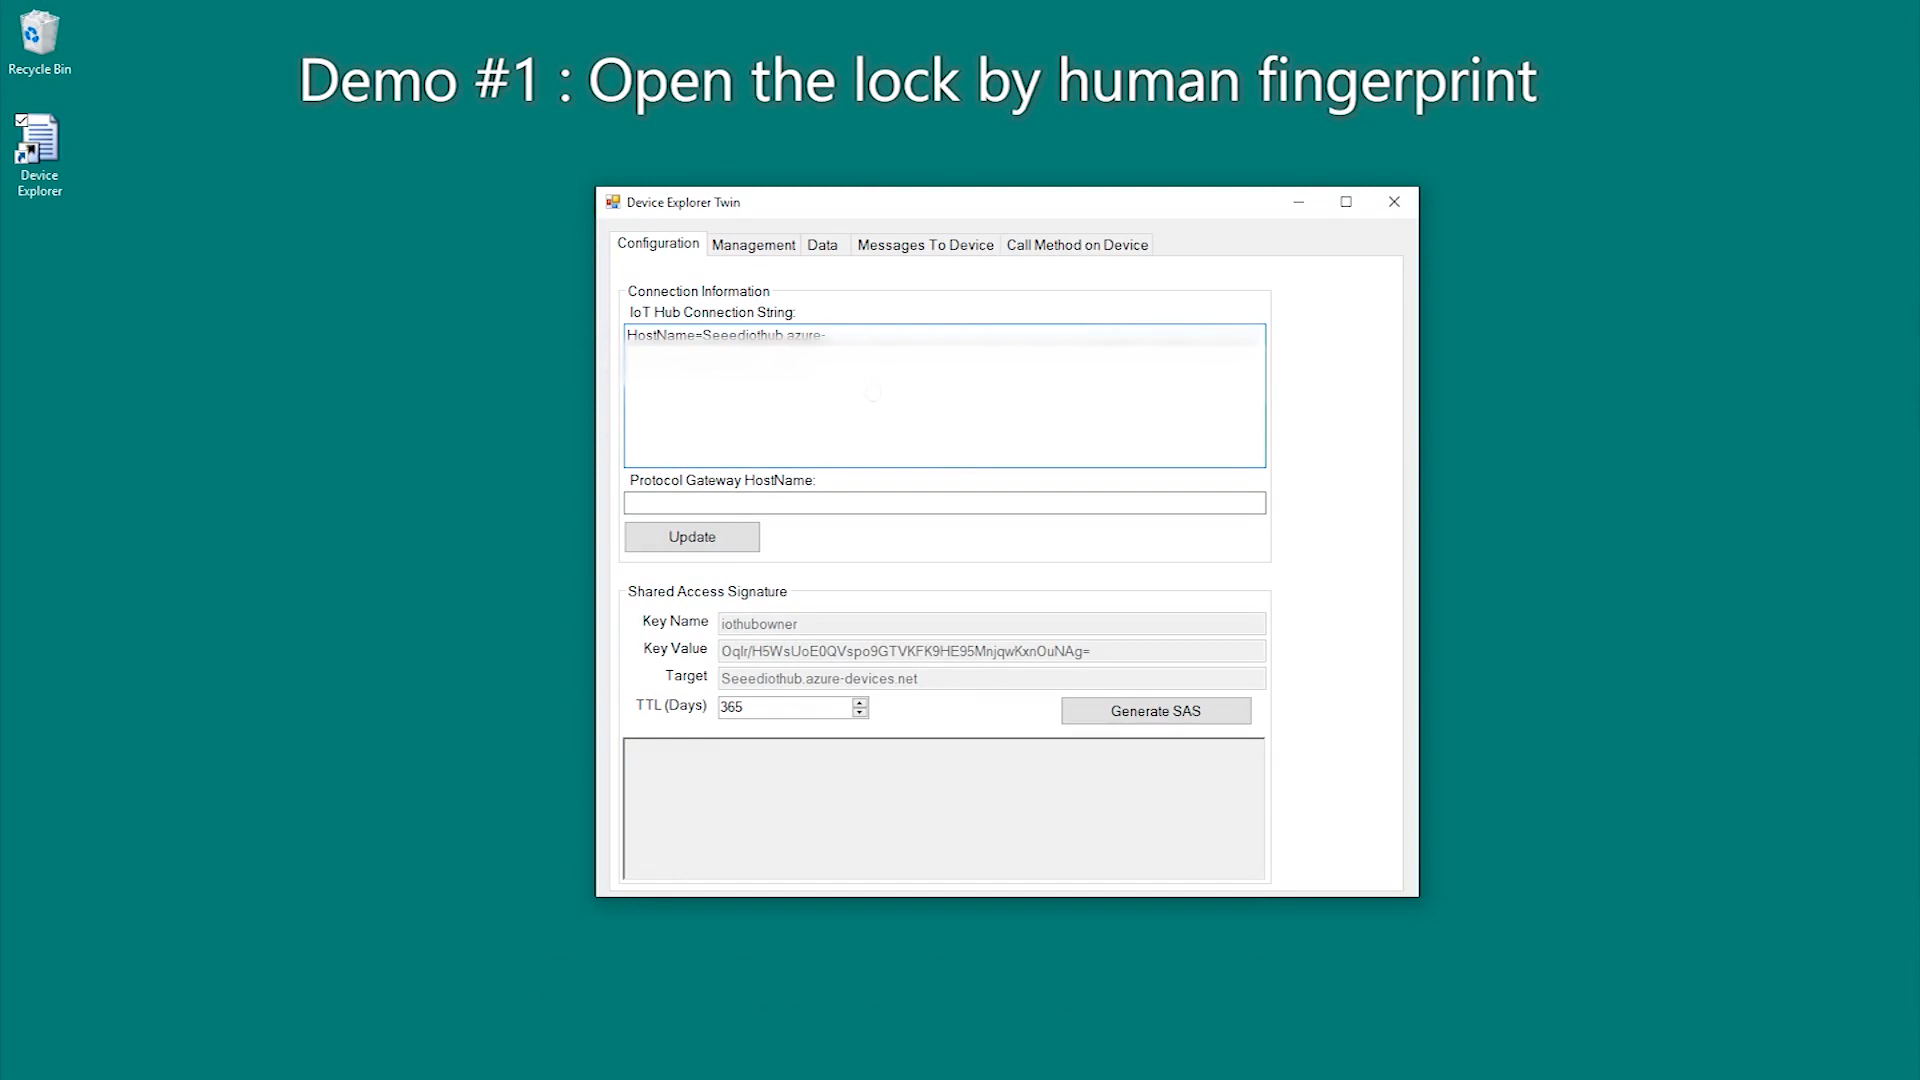 Recycle Bin
Device
Explorer
Demo #1 : Open the lock by human fingerprint
Device Explorer Twin
Configuration Management Data Messages To Device Call Method on Device
Connection Information
IoT Hub Connection String:
HostName=Seeediothub.azure-
Protocol Gateway HostName:
Update
Shared Access Signature
Key Name iothubowner
Key Value OqIr/H5WsUoE0QVspo9GTVKFK9HE95MnjqwKxnOuNAg=
Target Seeediothub.azure-devices.net
TTL (Days) 365
Generate SAS